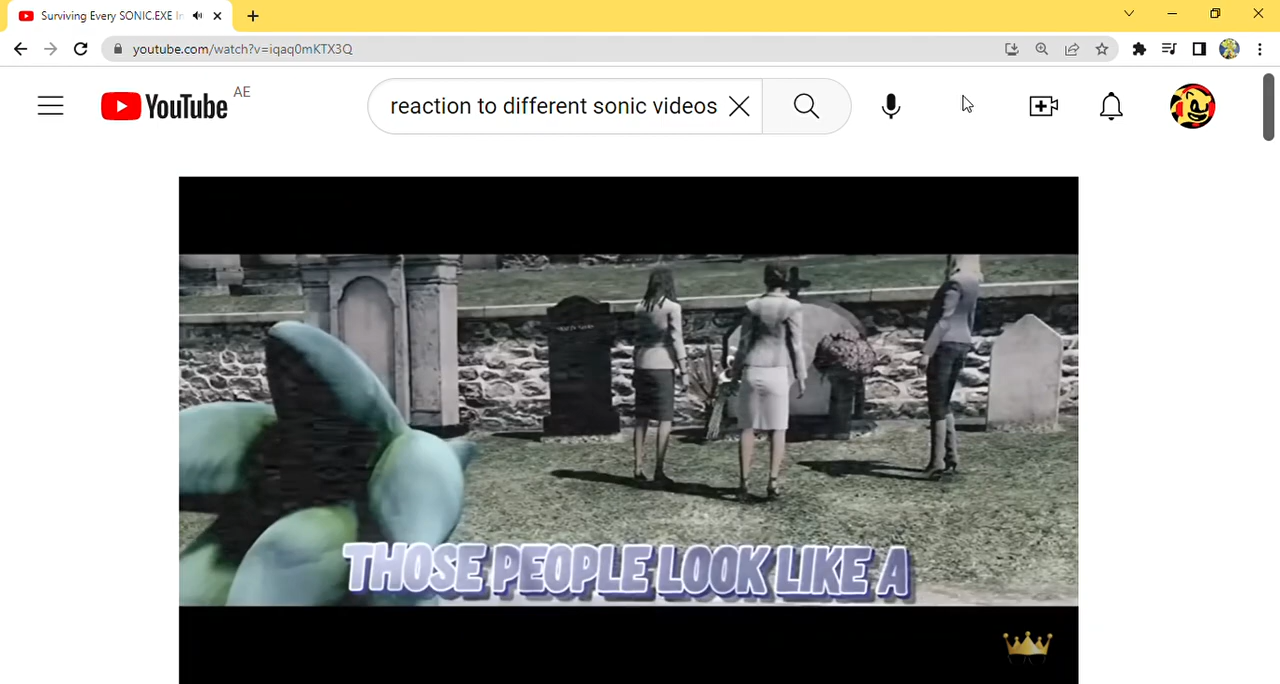 Surviving Every SONIC.EXE In
youtube.com/watch?v=iqaq0mKTX3Q
YouTube AE
reaction to different sonic videos
THOSE PEOPLE LOOK LIKE A